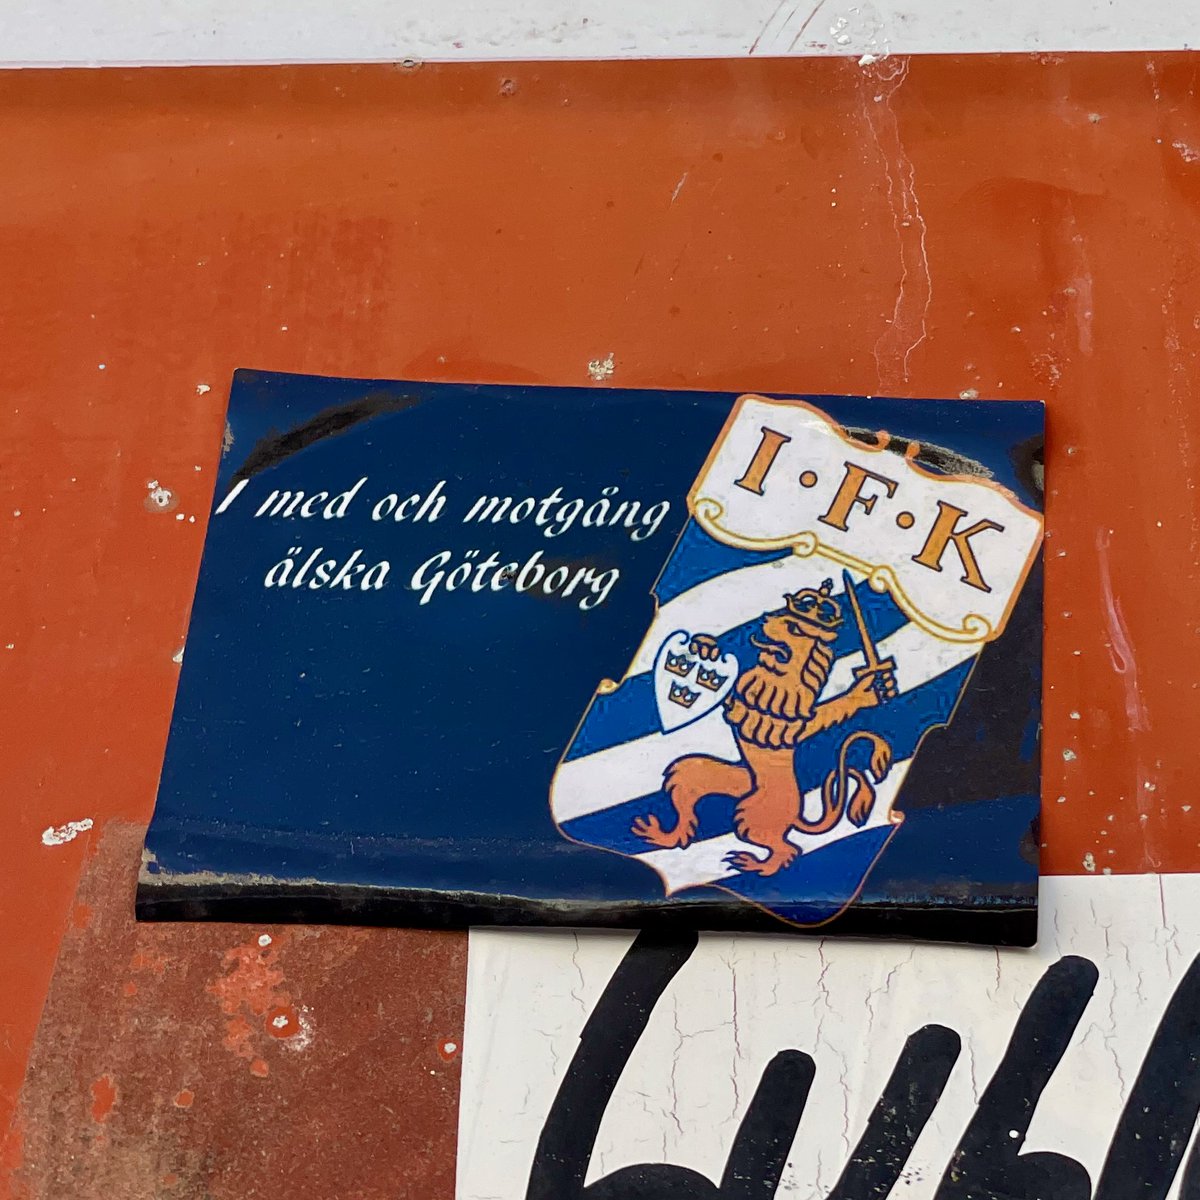 I med och motgång
älska Göteborg
I·F·K